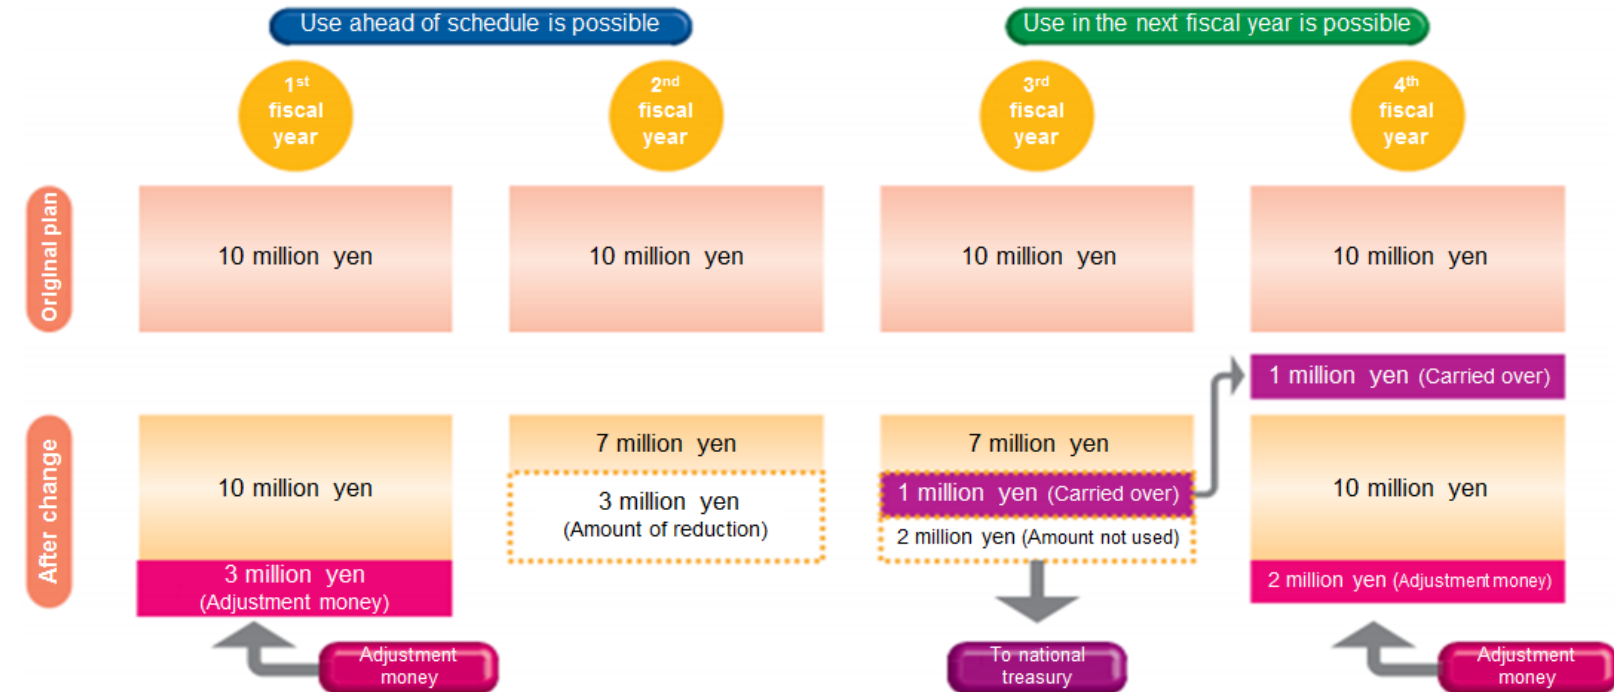 Use ahead of schedule is possible
Use in the next fiscal year is possible
1st
fiscal
year
2nd
fiscal
year
3rd
fiscal
year
4th
fiscal
year
Original plan
10 million yen
10 million yen
10 million yen
10 million yen
1 million yen (Carried over)
After change
10 million yen
3 million yen
(Adjustment money)
7 million yen
3 million yen
(Amount of reduction)
7 million yen
1 million yen (Carried over)
2 million yen (Amount not used)
10 million yen
2 million yen (Adjustment money)
Adjustment
money
To national
treasury
Adjustment
money